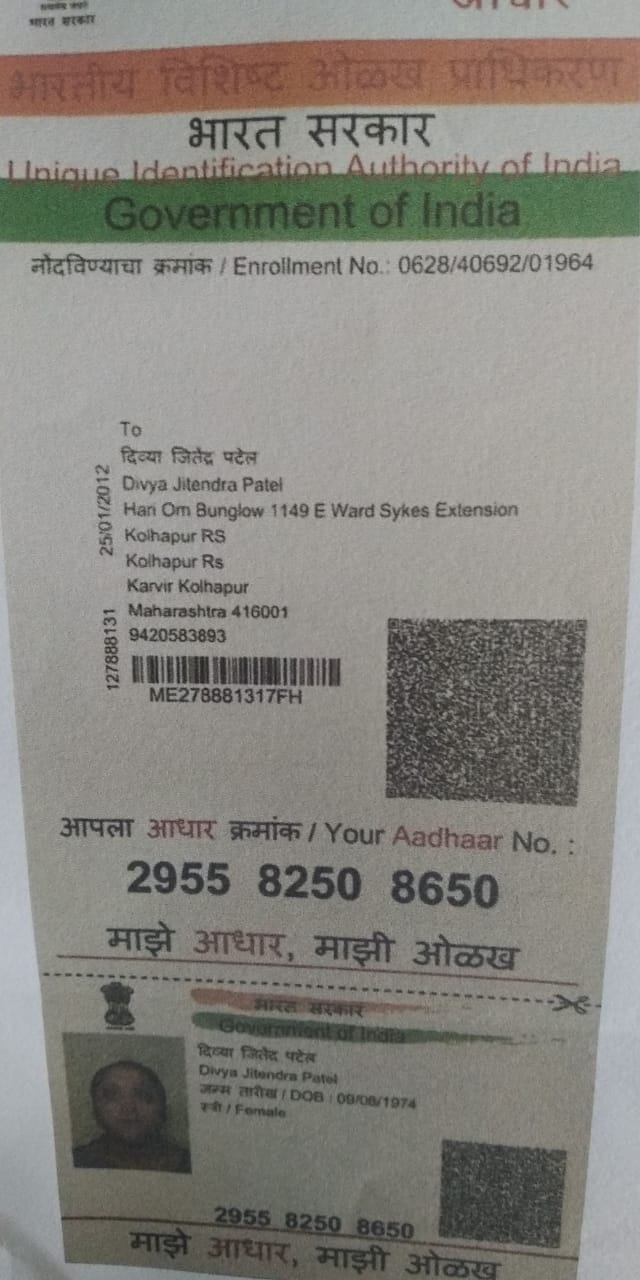 भारत सरकार
आधार
भारतीय विशिष्ट ओळख प्राधिकरण
भारत सरकार
Unique Identification Authority of India
Government of India
नोंदविण्याचा क्रमांक / Enrollment No.: 0628/40692/01964
To
दिव्या जितेंद्र पटेल
Divya Jitendra Patel
Hari Om Bunglow 1149 E Ward Sykes Extension
Kolhapur RS
Kolhapur Rs
Karvir Kolhapur
Maharashtra 416001
9420583893
25/01/2012
127888131
ME278881317FH
आपला आधार क्रमांक / Your Aadhaar No. :
2955 8250 8650
माझे आधार, माझी ओळख
भारत सरकार
Government of India
दिव्या जितेंद्र पटेल
Divya Jitendra Patel
जन्म तारीख / DOB : 09/08/1974
स्त्री / Female
2955 8250 8650
माझे आधार, माझी ओळख